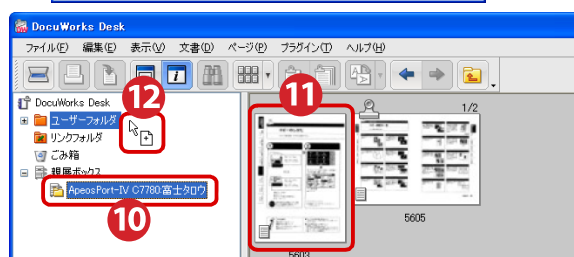 DocuWorks Desk
ファイル(F) 編集(E) 表示(V) 文書(D) ページ(P) プラグイン(T) ヘルプ(H)
DocuWorks Desk
ユーザーフォルダ
リンクフォルダ
ごみ箱
親展ボックス
ApeosPort-IV C7780:富士タロウ
10
12
11
1/2
5603
5605